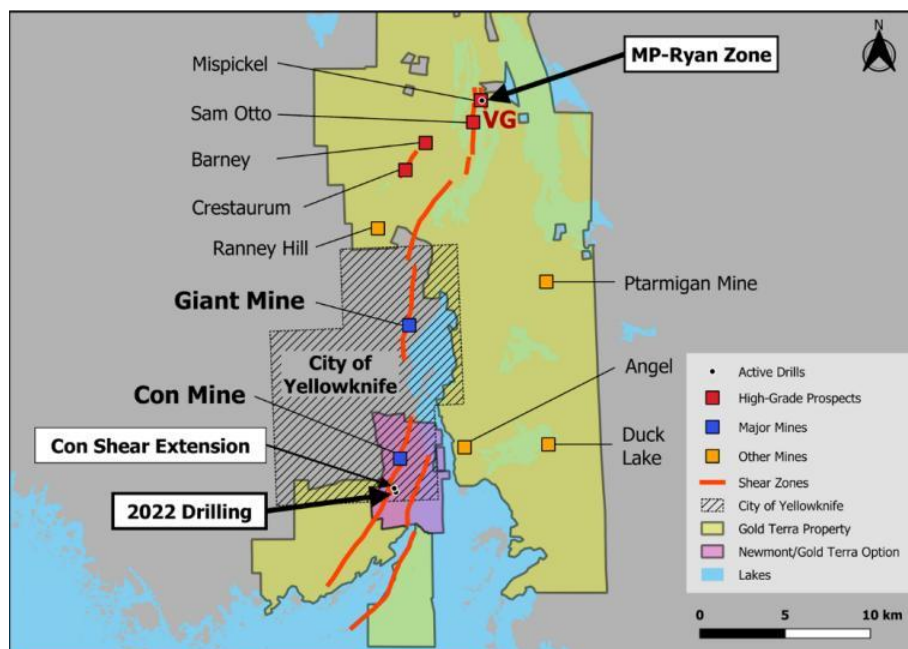 N
Mispickel
MP-Ryan Zone
Sam Otto
VG
Barney
Crestaurum
Ranney Hill
Ptarmigan Mine
Giant Mine
City of
Yellowknife
Angel
Con Mine
Duck
Lake
Con Shear Extension
2022 Drilling
Active Drills
High-Grade Prospects
Major Mines
Other Mines
Shear Zones
City of Yellowknife
Gold Terra Property
Newmont/Gold Terra Option
Lakes
0 5 10 km